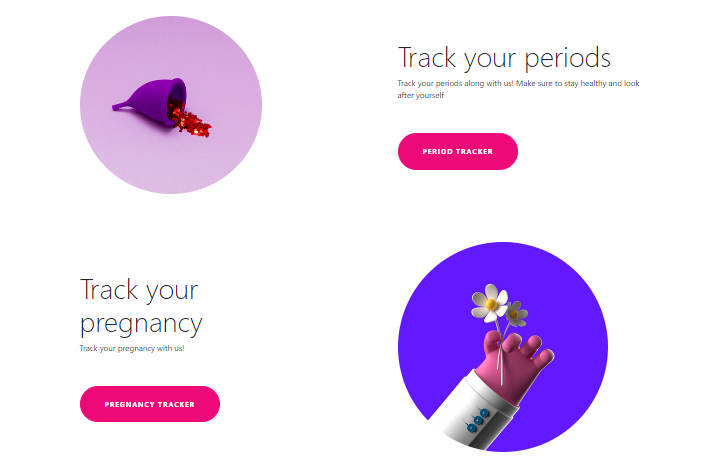 Track your periods
Track your periods along with us! Make sure to stay healthy and look
after yourself
PERIOD TRACKER
Track your
pregnancy
Track your pregnancy with us!
PREGNANCY TRACKER